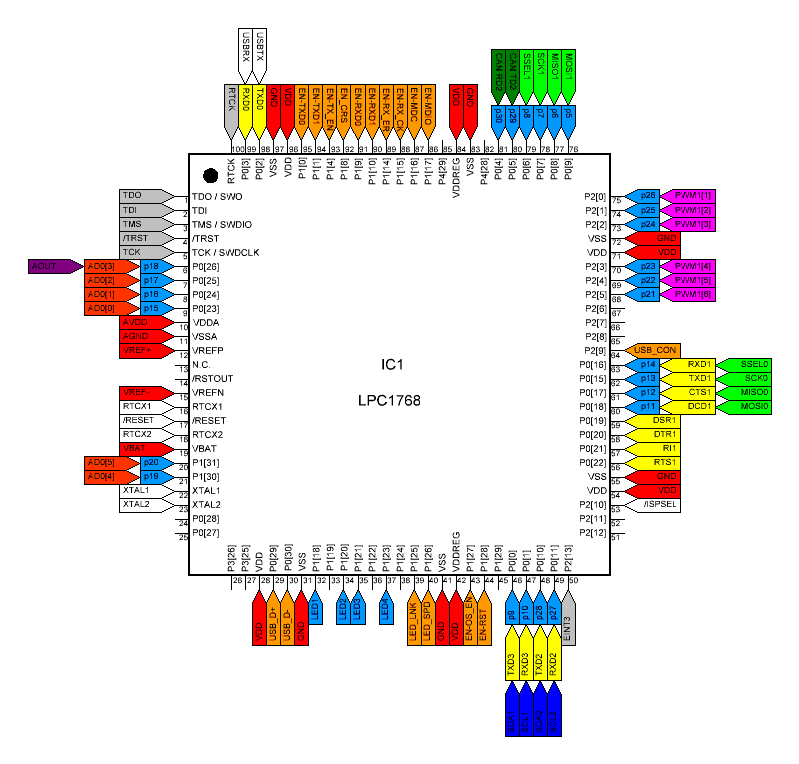 USBRX
USBTX
CAN RD2
CAN TD2
SSEL1
SCK1
MISO1
MOSI1
RTCK
RXD0
TXD0
GND
VDD
EN-TXD0
EN-TXD1
EN-TX_EN
EN_CRS
EN-RXD0
EN-RXD1
EN-RX_ER
EN-RX_CK
EN-MDC
EN-MDIO
VDD
GND
p30
p29
p8
p7
p6
p5
100
99
98
97
96
95
94
93
92
91
90
89
88
87
86
85
84
83
82
81
80
79
78
77
76
RTCK
P0[3]
P0[2]
VSS
VDD
P1[0]
P1[1]
P1[4]
P1[8]
P1[9]
P1[10]
P1[14]
P1[15]
P1[16]
P1[17]
P4[29]
VDDREG
VSS
P4[28]
P0[4]
P0[5]
P0[6]
P0[7]
P0[8]
P0[9]
TDO 1 TDO / SWO
TDI 2 TDI
TMS 3 TMS / SWDIO
/TRST 4 /TRST
TCK 5 TCK / SWDCLK
AOUT AD0[3] p18 6 P0[26]
AD0[2] p17 7 P0[25]
AD0[1] p16 8 P0[24]
AD0[0] p15 9 P0[23]
AVDD 10 VDDA
AGND 11 VSSA
VREF+ 12 VREFP
13 N.C.
14 /RSTOUT
VREF- 15 VREFN
RTCX1 16 RTCX1
/RESET 17 /RESET
RTCX2 18 RTCX2
VBAT 19 VBAT
AD0[5] p20 20 P1[31]
AD0[4] p19 21 P1[30]
XTAL1 22 XTAL1
XTAL2 23 XTAL2
24 P0[28]
25 P0[27]
IC1
LPC1768
P2[0] 75 p26 PWM1[1]
P2[1] 74 p25 PWM1[2]
P2[2] 73 p24 PWM1[3]
VSS 72 GND
VDD 71 VDD
P2[3] 70 p23 PWM1[4]
P2[4] 69 p22 PWM1[5]
P2[5] 68 p21 PWM1[6]
P2[6] 67
P2[7] 66
P2[8] 65
P2[9] 64 USB_CON
P0[16] 63 p14 RXD1 SSEL0
P0[15] 62 p13 TXD1 SCK0
P0[17] 61 p12 CTS1 MISO0
P0[18] 60 p11 DCD1 MOSI0
P0[19] 59 DSR1
P0[20] 58 DTR1
P0[21] 57 RI1
P0[22] 56 RTS1
VSS 55 GND
VDD 54 VDD
P2[10] 53 /ISPSEL
P2[11] 52
P2[12] 51
P3[26]
P3[25]
VDD
P0[29]
P0[30]
VSS
P1[18]
P1[19]
P1[20]
P1[21]
P1[22]
P1[23]
P1[24]
P1[25]
P1[26]
VSS
VDDREG
P1[27]
P1[28]
P1[29]
P0[0]
P0[1]
P0[10]
P0[11]
P2[13]
26
27
28
29
30
31
32
33
34
35
36
37
38
39
40
41
42
43
44
45
46
47
48
49
50
VDD
USB_D+
USB_D-
GND
LED1
LED2
LED3
LED4
LED_LNK
LED_SPD
GND
VDD
EN-OS_EN
EN-RST
p9
p10
p28
p27
EINT3
TXD3
RXD3
TXD2
RXD2